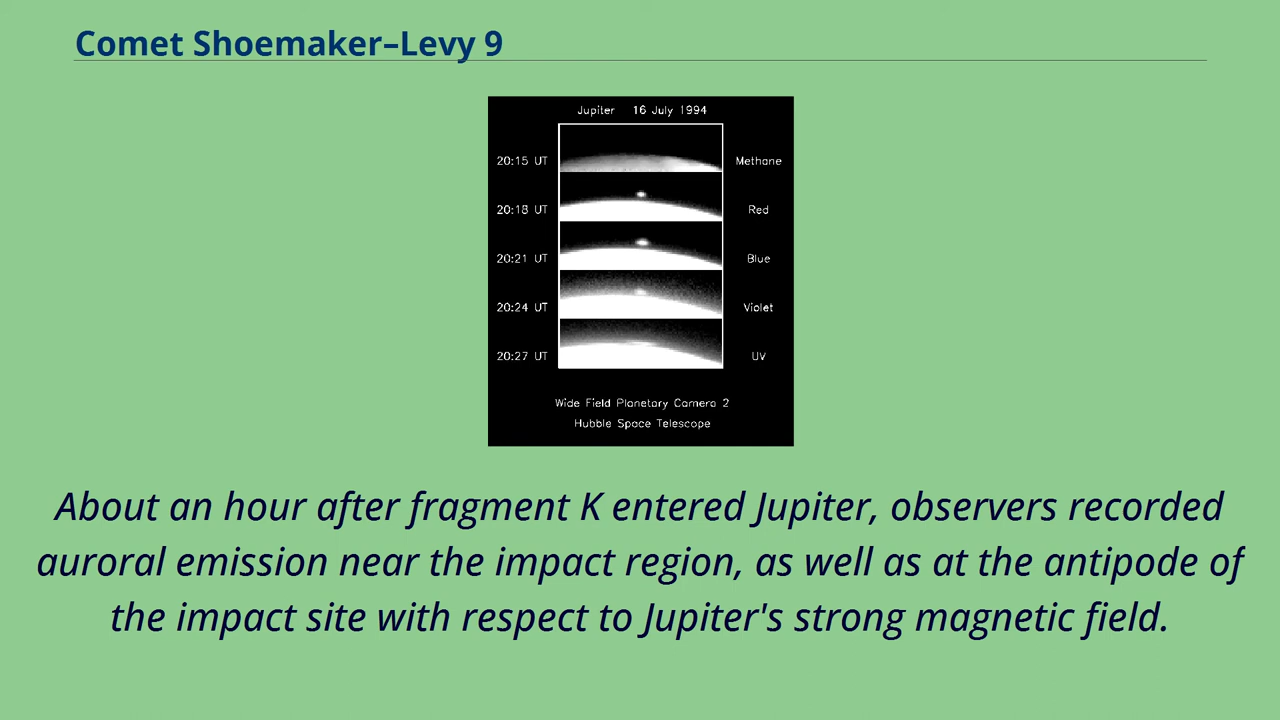 Comet Shoemaker–Levy 9
Jupiter 16 July 1994
20:15 UT Methane
20:18 UT Red
20:21 UT Blue
20:24 UT Violet
20:27 UT UV
Wide Field Planetary Camera 2
Hubble Space Telescope
About an hour after fragment K entered Jupiter, observers recorded
auroral emission near the impact region, as well as at the antipode of
the impact site with respect to Jupiter's strong magnetic field.